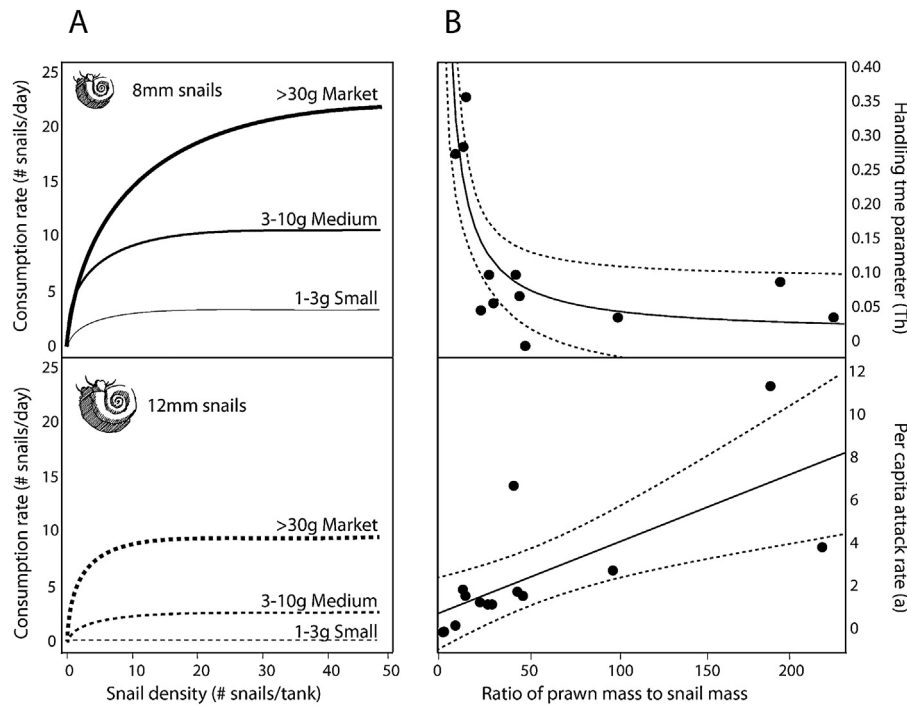 A
B
8mm snails
>30g Market
3-10g Medium
1-3g Small
Consumption rate (# snails/day)
25
20
15
10
5
0
0.40
0.35
0.30
0.25
0.20
0.15
0.10
0.05
0
Handling tme parameter (Th)
12mm snails
>30g Market
3-10g Medium
1-3g Small
Consumption rate (# snails/day)
25
20
15
10
5
0
0 10 20 30 40 50
Snail density (# snails/tank)
12
10
8
6
4
2
0
Per capita attack rate (a)
0 50 100 150 200
Ratio of prawn mass to snail mass